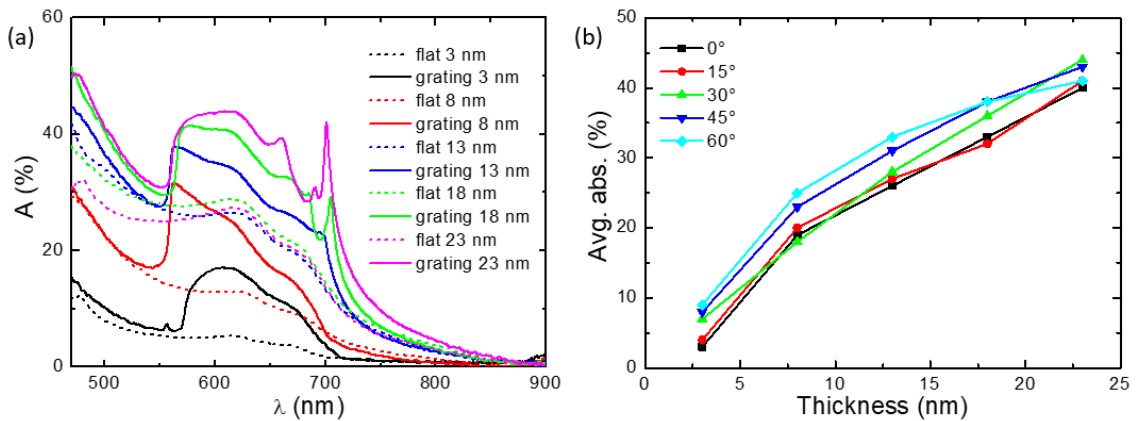 (a)
60
40
20
0
A (%)
500
600
700
800
900
λ (nm)
flat 3 nm
grating 3 nm
flat 8 nm
grating 8 nm
flat 13 nm
grating 13 nm
flat 18 nm
grating 18 nm
flat 23 nm
grating 23 nm
(b)
50
40
30
20
10
0
Avg. abs. (%)
0
5
10
15
20
25
Thickness (nm)
0°
15°
30°
45°
60°